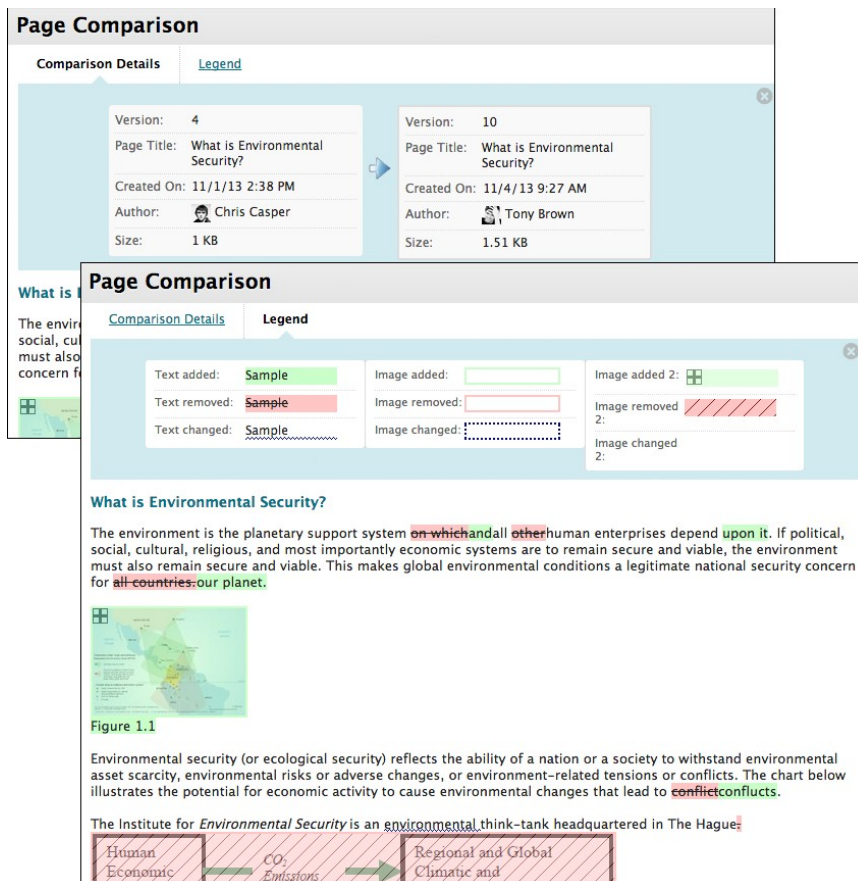 Page Comparison
Comparison Details Legend
Version: 4
Page Title: What is Environmental
Security?
Created On: 11/1/13 2:38 PM
Author: Chris Casper
Size: 1 KB
Version: 10
Page Title: What is Environmental
Security?
Created On: 11/4/13 9:27 AM
Author: Tony Brown
Size: 1.51 KB
What is
The
social,
must also
concern
Page Comparison
Comparison Details Legend
Text added: Sample
Text removed: Sample
Text changed: Sample
Image added:
Image removed:
Image changed:
Image added 2:
Image removed
2:
Image changed
2:
What is Environmental Security?
The environment is the planetary support system on whichandall otherhuman enterprises depend upon it. If political,
social, cultural, religious, and most importantly economic systems are to remain secure and viable, the environment
must also remain secure and viable. This makes global environmental conditions a legitimate national security concern
for all countries.our planet.
Figure 1.1
Environmental security (or ecological security) reflects the ability of a nation or a society to withstand environmental
asset scarcity, environmental risks or adverse changes, or environment-related tensions or conflicts. The chart below
illustrates the potential for economic activity to cause environmental changes that lead to conflictconflucts.
The Institute for Environmental Security is an environmental think-tank headquartered in The Hague.
Human
Economic
CO2
Emissions
Regional and Global
Climatic and